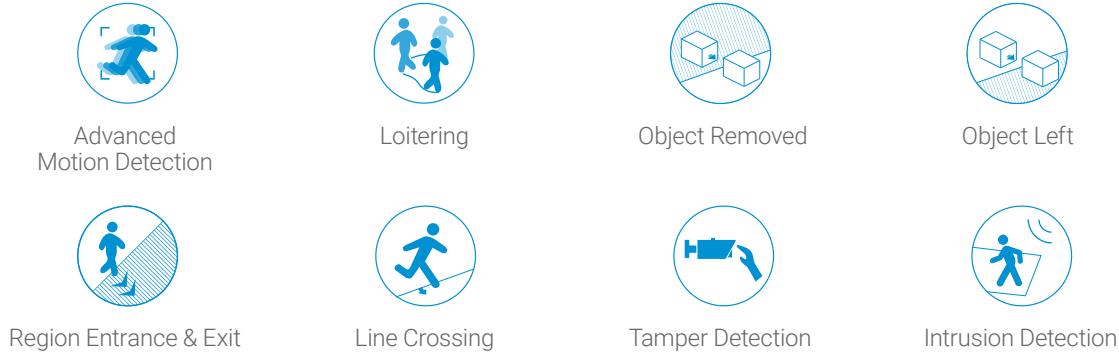 Advanced
Motion Detection
Loitering
Object Removed
Object Left
Region Entrance & Exit
Line Crossing
Tamper Detection
Intrusion Detection